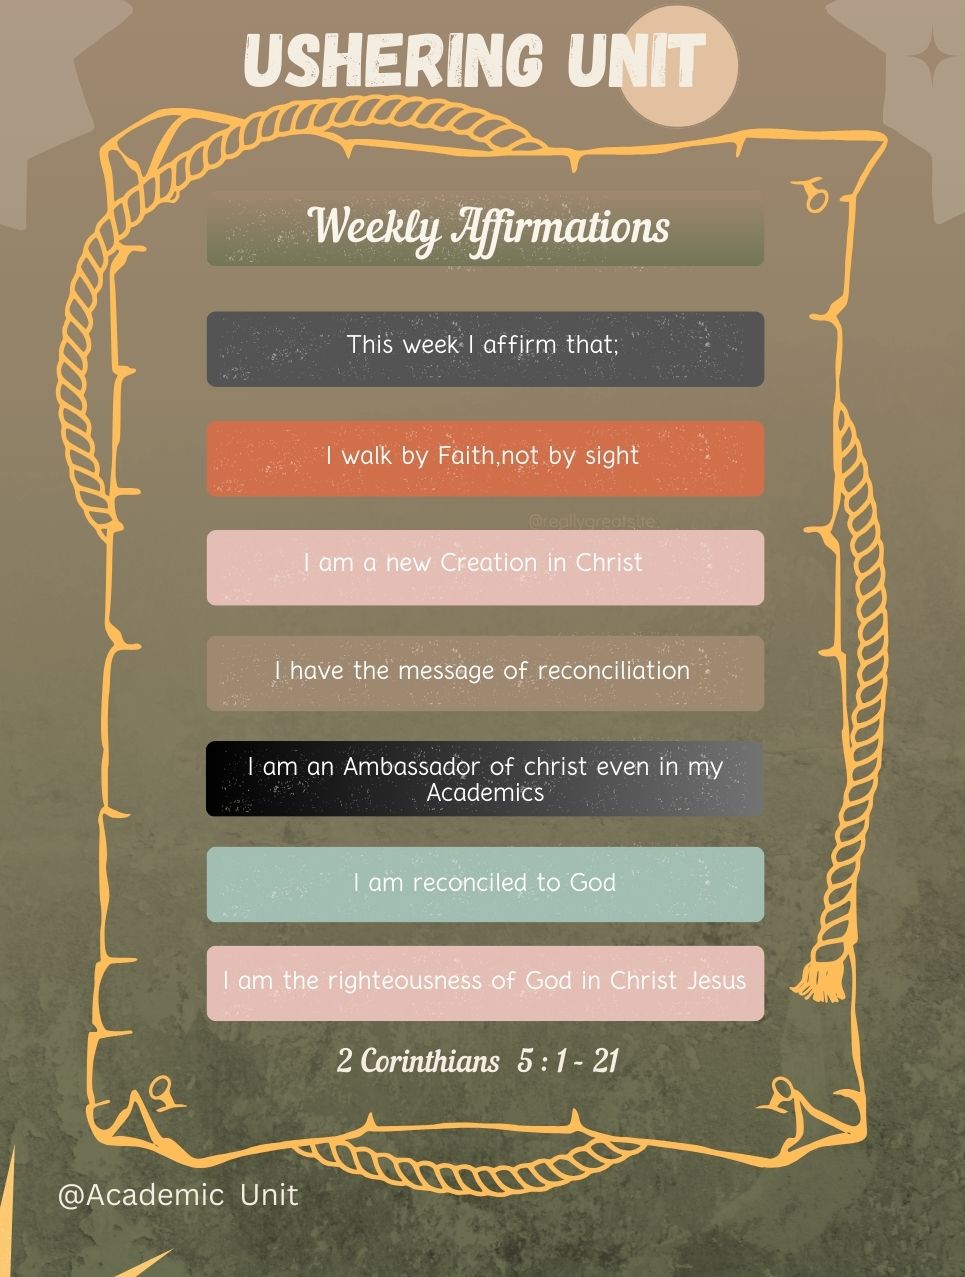 USHERING UNIT
Weekly Affirmations
This week I affirm that;
I walk by Faith,not by sight
@reallygreatsite.
I am a new Creation in Christ
I have the message of reconciliation
I am an Ambassador of christ even in my
Academics
I am reconciled to God
I am the righteousness of God in Christ Jesus
2 Corinthians 5 : 1 - 21
@Academic Unit